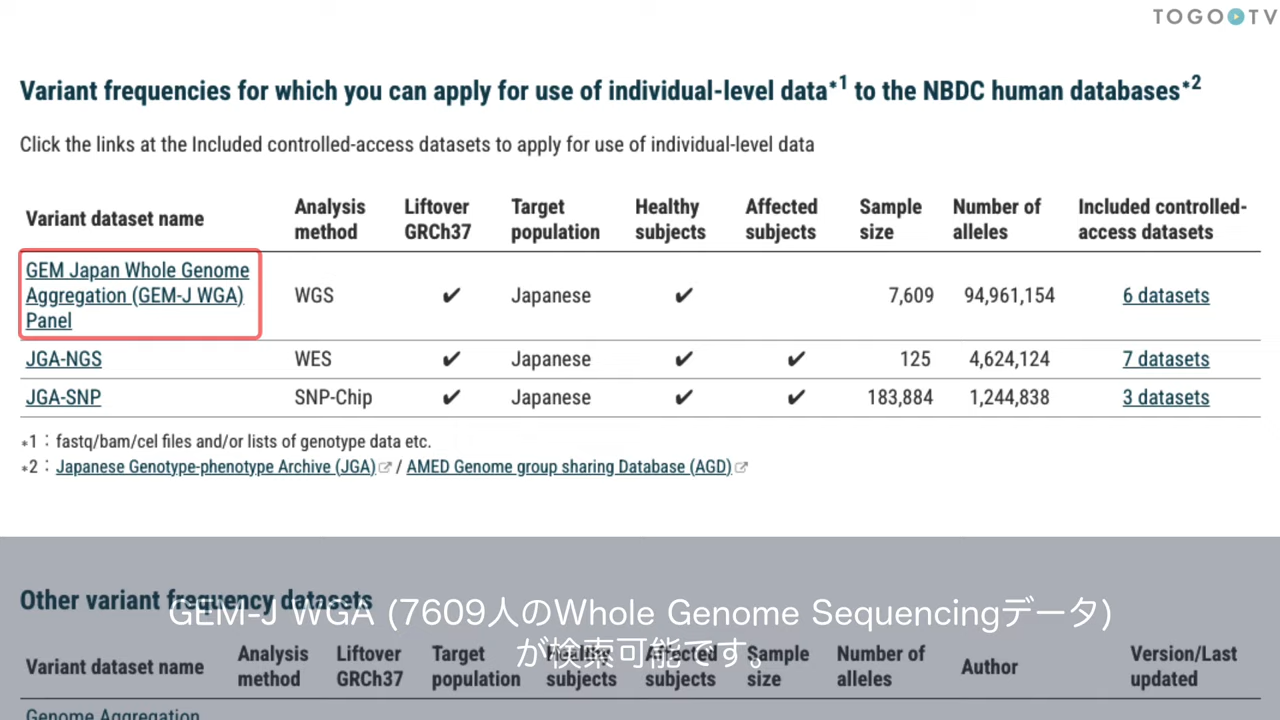 TOGO TV
Variant frequencies for which you can apply for use of individual-level data*1 to the NBDC human databases*2
Click the links at the Included controlled-access datasets to apply for use of individual-level data
Variant dataset name Analysis method Liftover GRCh37 Target population Healthy subjects Affected subjects Sample size Number of alleles Included controlled-access datasets
GEM Japan Whole Genome Aggregation (GEM-J WGA) Panel WGS ✔ Japanese ✔ 7,609 94,961,154 6 datasets
JGA-NGS WES ✔ Japanese ✔ ✔ 125 4,624,124 7 datasets
JGA-SNP SNP-Chip ✔ Japanese ✔ ✔ 183,884 1,244,838 3 datasets
*1：fastq/bam/cel files and/or lists of genotype data etc.
*2：Japanese Genotype-phenotype Archive (JGA) / AMED Genome group sharing Database (AGD)
Other variant frequency datasets
GEM-J WGA (7609人のWhole Genome Sequencingデータ)
が検索可能です。
Variant dataset name Analysis method Liftover GRCh37 Target population Healthy subjects Affected subjects Sample size Number of alleles Author Version/Last updated
Genome Aggregation